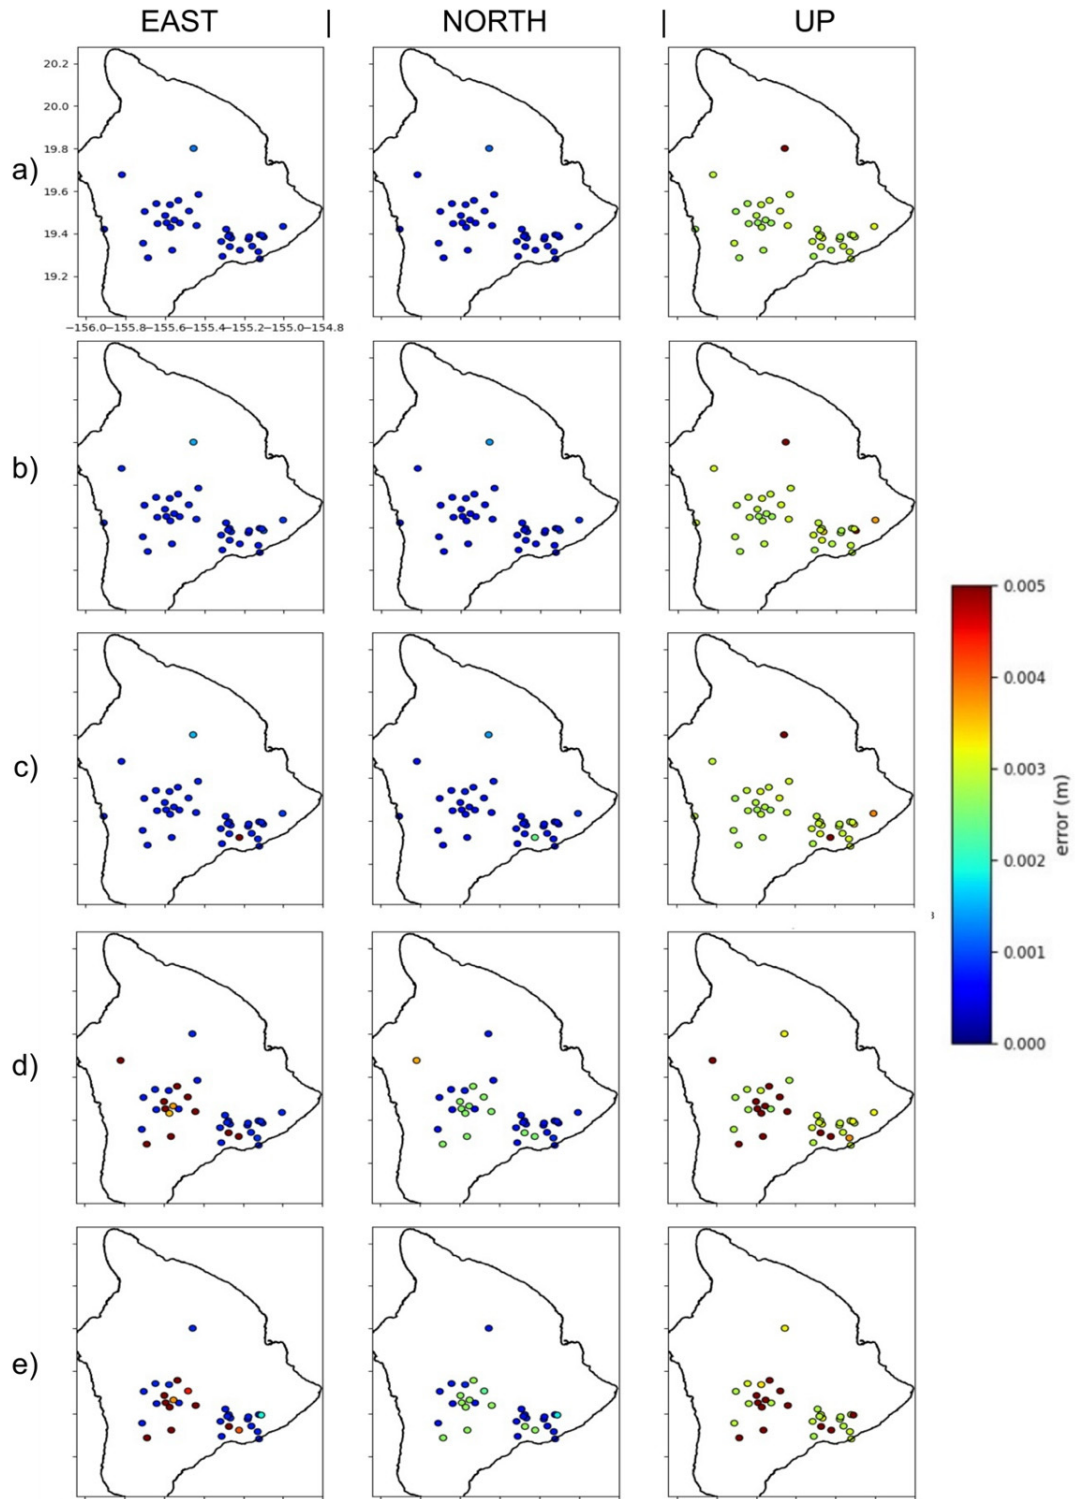 EAST | NORTH | UP
20.2
20.0
19.8
a)
19.6
19.4
19.2
−156.0−155.8−155.6−155.4−155.2−155.0−154.8
b)
0.005
0.004
c)
0.003
error (m)
0.002
0.001
0.000
d)
e)